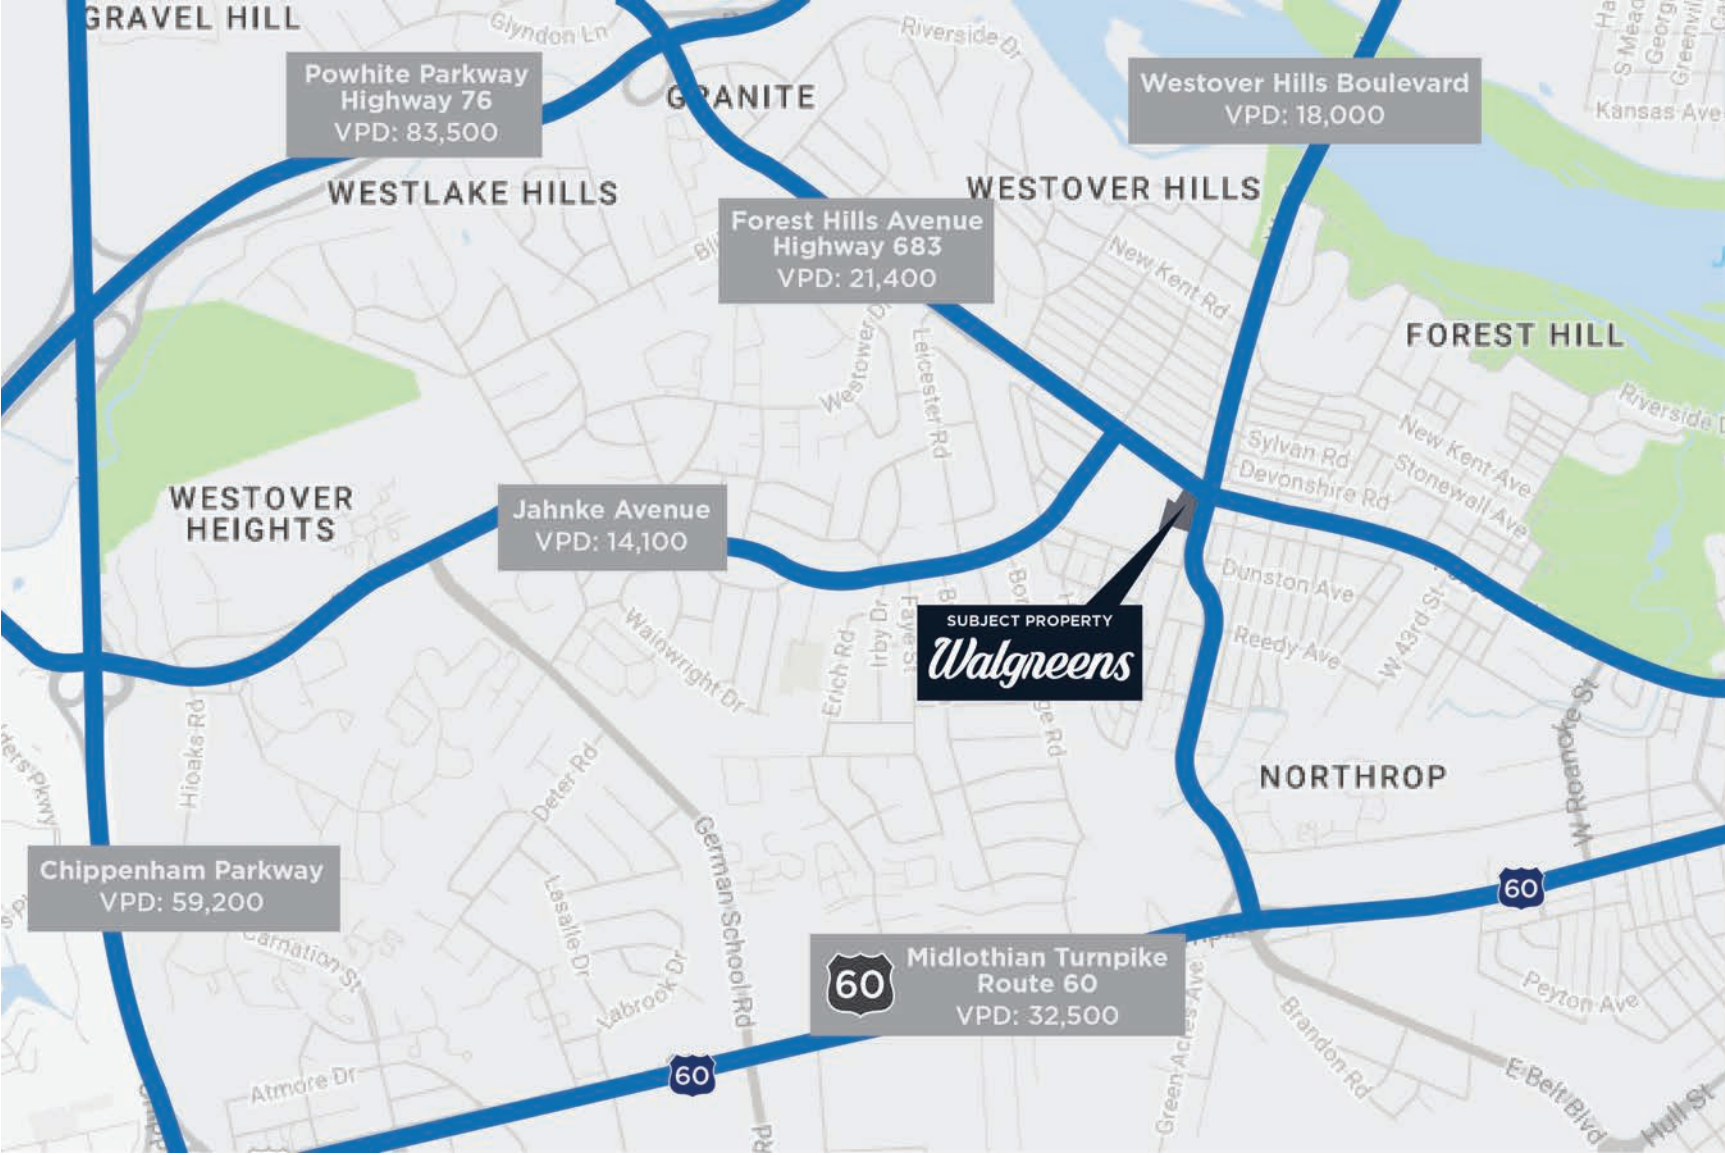 GRAVEL HILL
Glyndon Ln
Riverside Dr
S Mead
Kansas Ave
Powhite Parkway
Highway 76
VPD: 83,500
GRANITE
Westover Hills Boulevard
VPD: 18,000
WESTLAKE HILLS
WESTOVER HILLS
Forest Hills Avenue
Highway 683
VPD: 21,400
New Kent Rd
FOREST HILL
Westower Dr
Leicester Rd
Riverside D
New Kent Ave
Sylvan Rd
Stonewall Ave
Devonshire Rd
WESTOVER
HEIGHTS
Jahnke Avenue
VPD: 14,100
Dunston Ave
W 43rd St
Reedy Ave
SUBJECT PROPERTY
Walgreens
Wainwright Dr
Erich Rd
Irby Dr
Faye St
ge Rd
Hioaks Rd
ders Pkwy
Deter Rd
NORTHROP
W Roanoke St
German School Rd
Chippenham Parkway
VPD: 59,200
60
Lasalle Dr
Carnation St
Labrook Dr
60
Midlothian Turnpike
Route 60
VPD: 32,500
Green Acres Ave
Peyton Ave
Brandon Rd
60
Atmore Dr
E Belt Blvd
Hull St